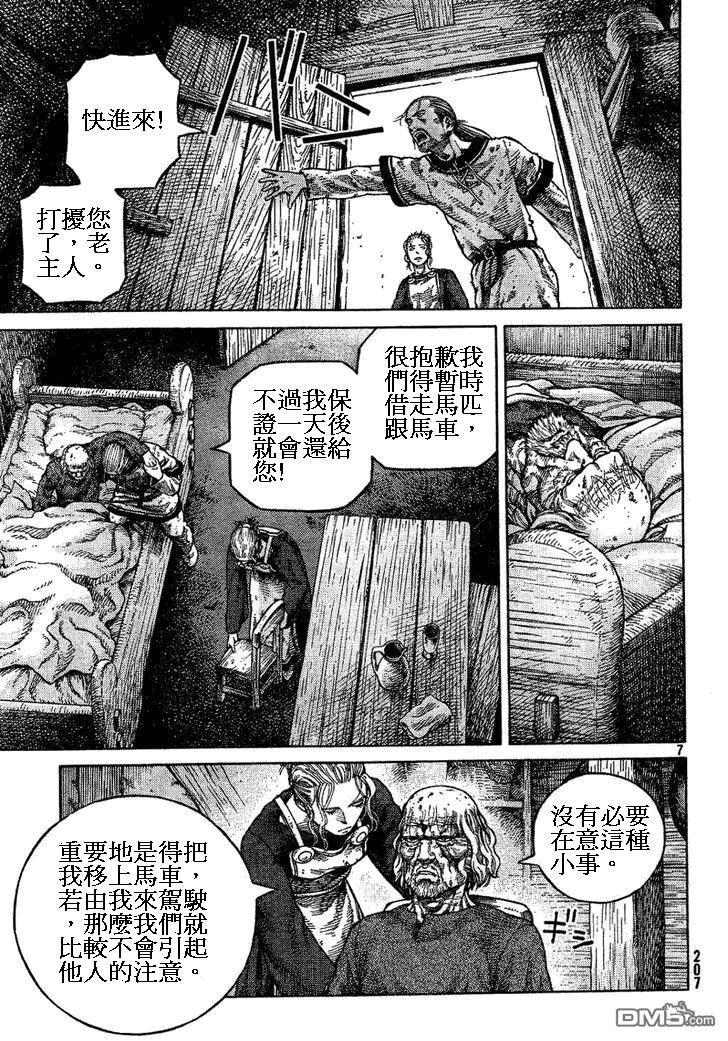 快進來!
打擾您
了，老
主人。
很抱歉我
們得暫時
借走馬匹
跟馬車，
不過我保
證一天後
就會還給
您!
7
沒有必要
在意這種
小事。
ギシ
重要地是得把
我移上馬車，
若由我來駕駛
，那麼我們就
比較不會引起
他人的注意。
207
DM5.com